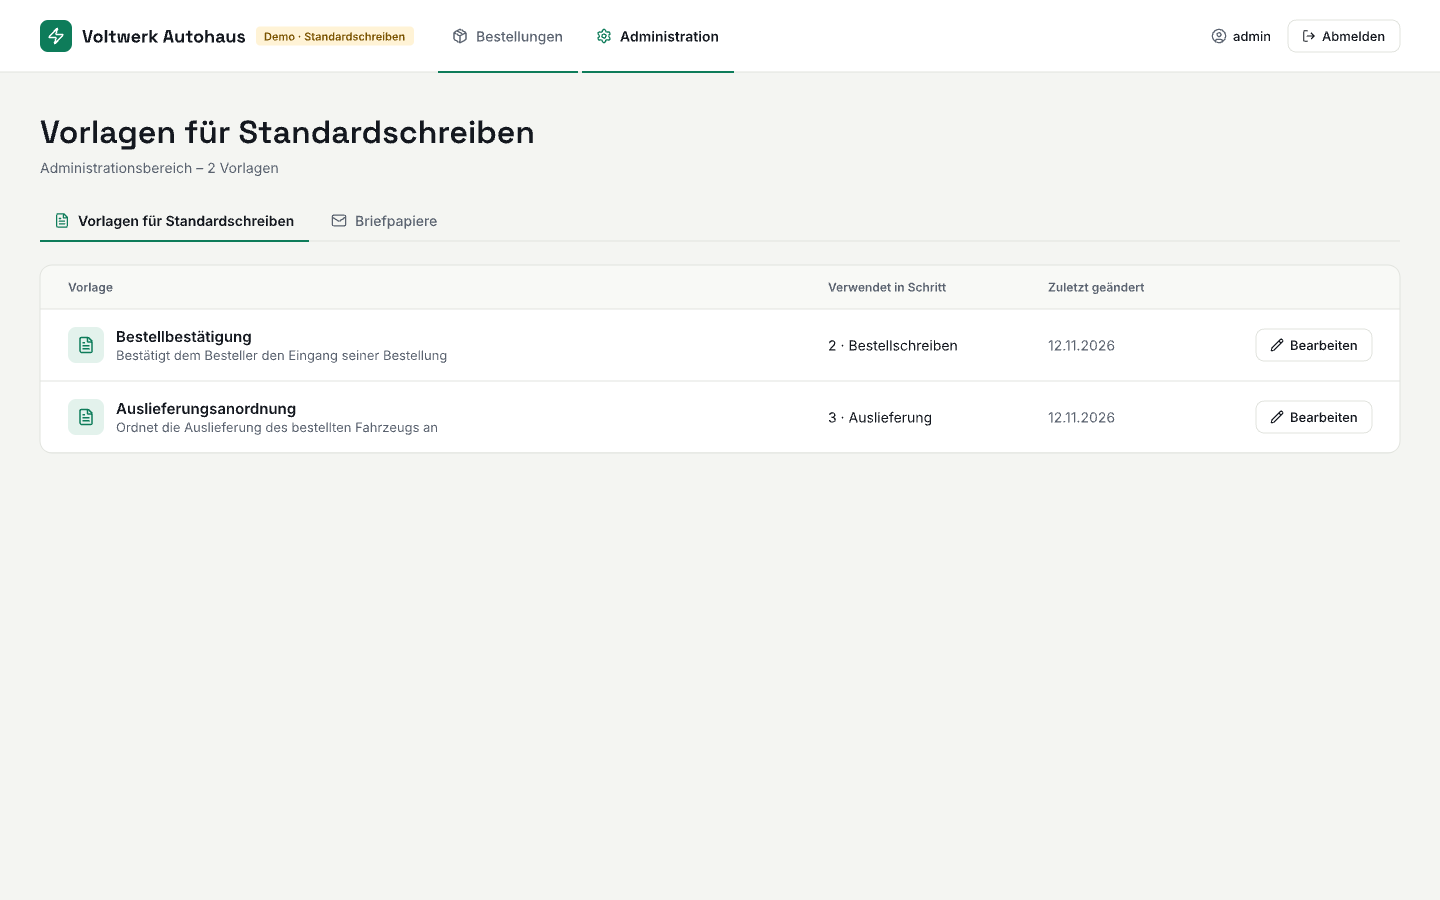 Voltwerk Autohaus
Demo · Standardschreiben
Bestellungen
Administration
admin
Abmelden
Vorlagen für Standardschreiben
Administrationsbereich – 2 Vorlagen
Vorlagen für Standardschreiben
Briefpapiere
Vorlage
Verwendet in Schritt
Zuletzt geändert
Bestellbestätigung
Bestätigt dem Besteller den Eingang seiner Bestellung
2 · Bestellschreiben
12.11.2026
Bearbeiten
Auslieferungsanordnung
Ordnet die Auslieferung des bestellten Fahrzeugs an
3 · Auslieferung
12.11.2026
Bearbeiten